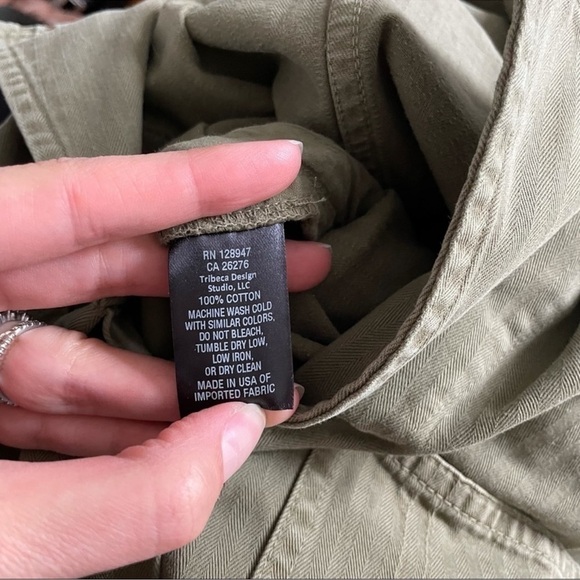 RN 128947
CA 26276
Tribeca Design
Studio, LLC
100% COTTON
MACHINE WASH COLD
WITH SIMILAR COLORS,
DO NOT BLEACH,
TUMBLE DRY LOW,
LOW IRON,
OR DRY CLEAN
MADE IN USA OF
IMPORTED FABRIC